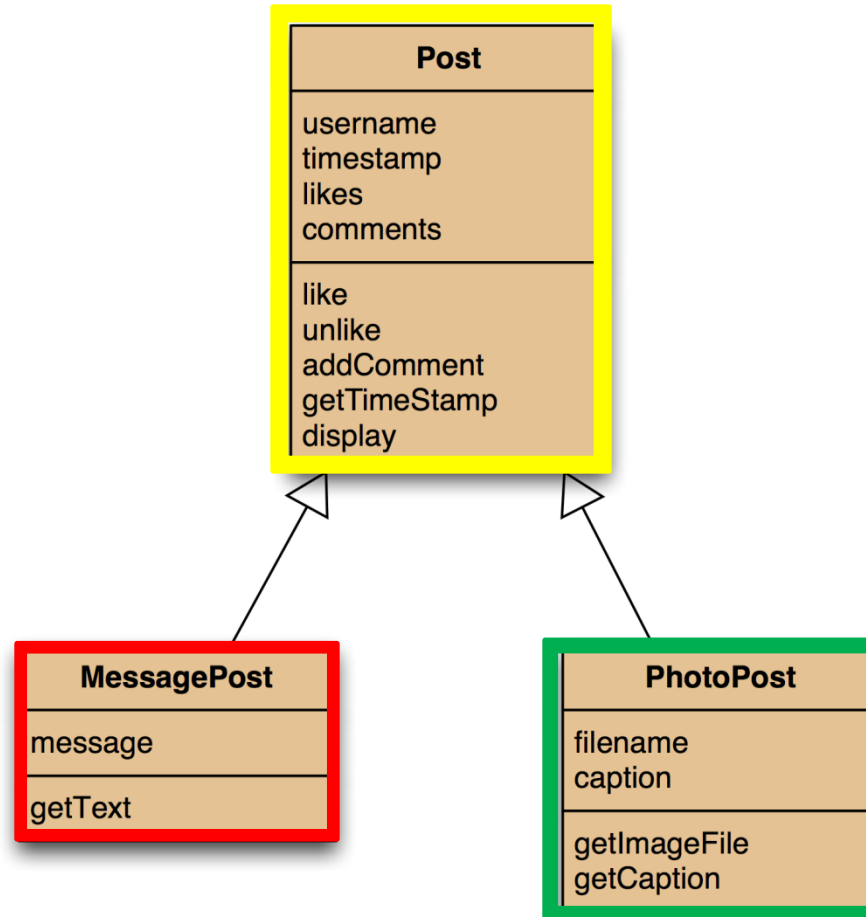 Post
username
timestamp
likes
comments
like
unlike
addComment
getTimeStamp
display
MessagePost
message
getText
PhotoPost
filename
caption
getImageFile
getCaption